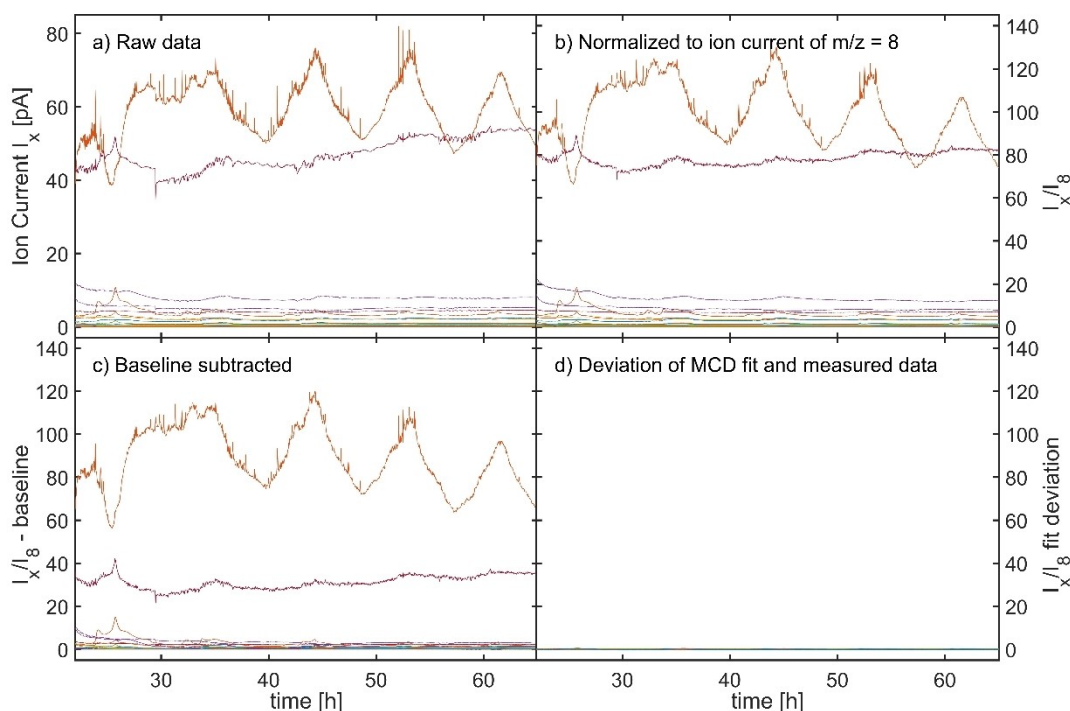 a) Raw data
80
60
40
20
0
Ion Current I_x [pA]
b) Normalized to ion current of m/z = 8
140
120
100
80
60
40
20
0
I_x/I_8
c) Baseline subtracted
140
120
100
80
60
40
20
0
I_x/I_8 - baseline
30 40 50 60
time [h]
d) Deviation of MCD fit and measured data
140
120
100
80
60
40
20
0
I_x/I_8 fit deviation
30 40 50 60
time [h]